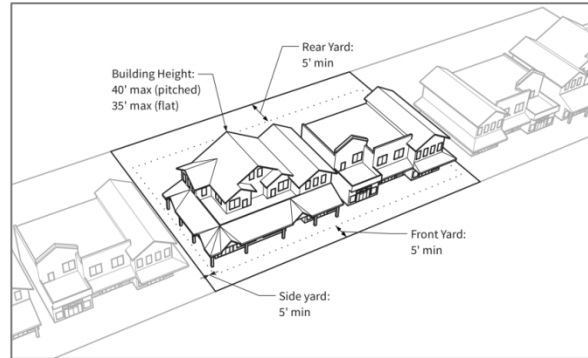 Rear Yard:
5' min
Building Height:
40' max (pitched)
35' max (flat)
Front Yard:
5' min
Side yard:
5' min